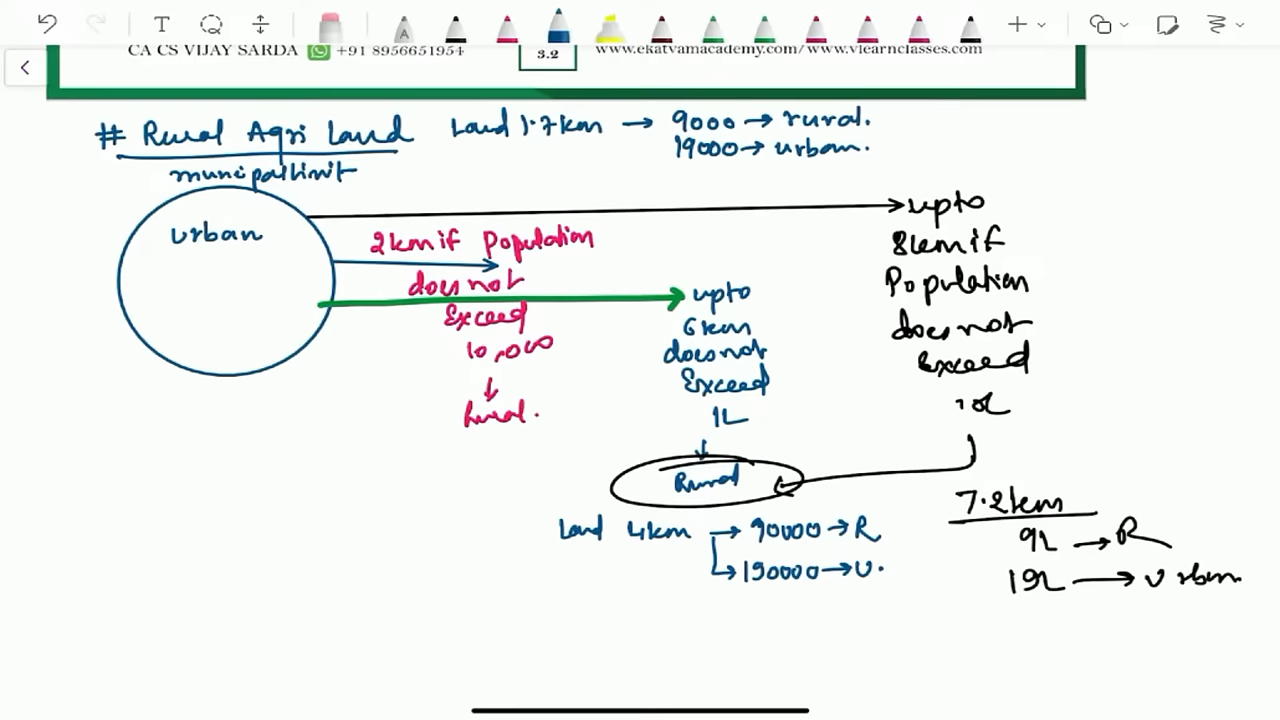 T
A
CA CS VIJAY SARDA +91 8956651954
3.2
www.ekatvamacademy.com/www.vlearnclasses.com
# Rural Agri Land
Land 1.7km → 9000 → rural.
19000 → urban.
municipal limit
urban
2km if Population
does not
Exceed
10,000
↓
Rural.
upto
6km
does not
Exceed
1L
↓
Rural
upto
8km if
Population
does not
Exceed
10L
Land 4km → 90000 → R
→ 190000 → U.
7.2km
9L → R
19L → Urban